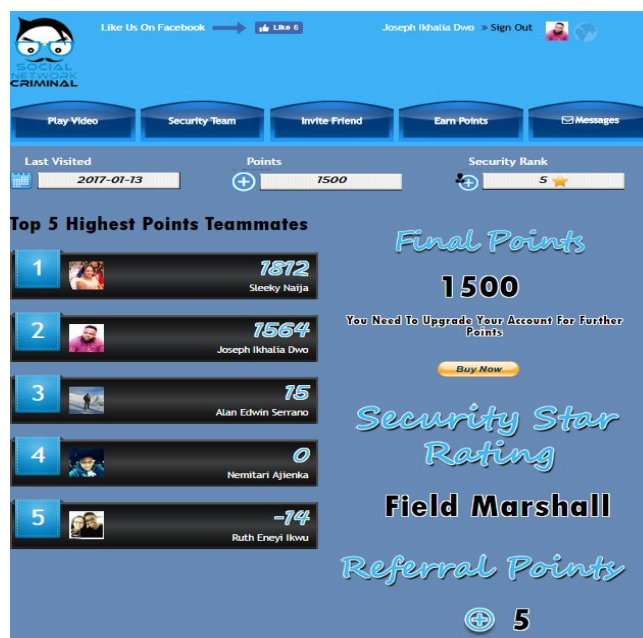 Like Us On Facebook
Like 6
Joseph Ikhalia Dwo » Sign Out
SOCIAL
NETWORK
CRIMINAL
Play Video
Security Team
Invite Friend
Earn Points
Messages
Last Visited
Points
Security Rank
2017-01-13
1500
5
Top 5 Highest Points Teammates
1
1812
Sleeky Naija
2
1564
Joseph Ikhalia Dwo
3
15
Alan Edwin Serrano
4
0
Nemitari Ajienka
5
-14
Ruth Eneyi Ikwu
Final Points
1500
You Need To Upgrade Your Account For Further
Points
Buy Now
Security Star
Rating
Field Marshall
Referral Points
5